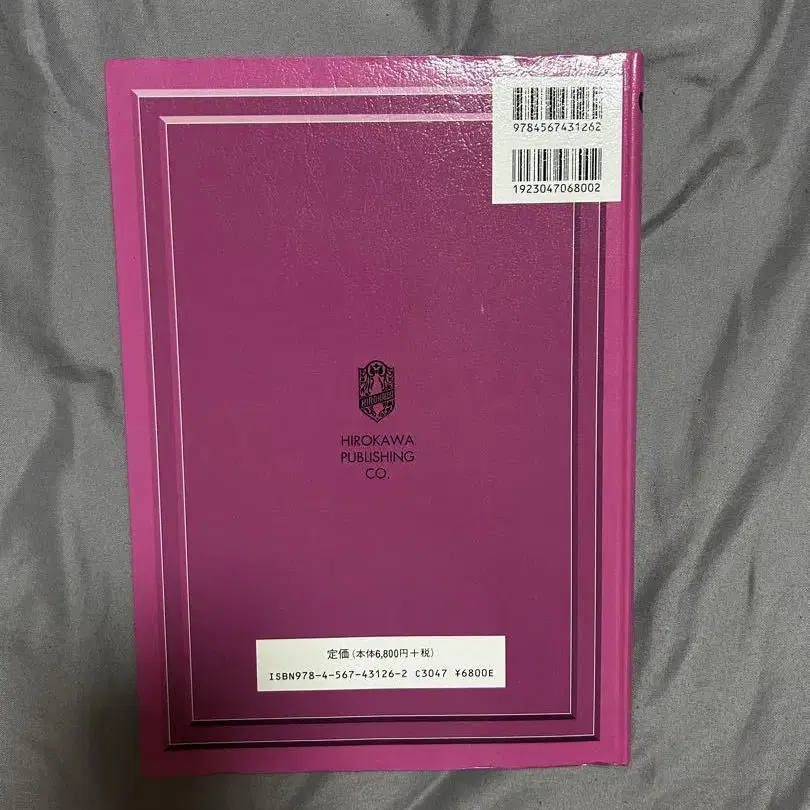 9784567431262
1923047068002
HIROKAWA
HIROKAWA
PUBLISHING
CO.
定価(本体6,800円+税)
ISBN978-4-567-43126-2 C3047 ¥6800E